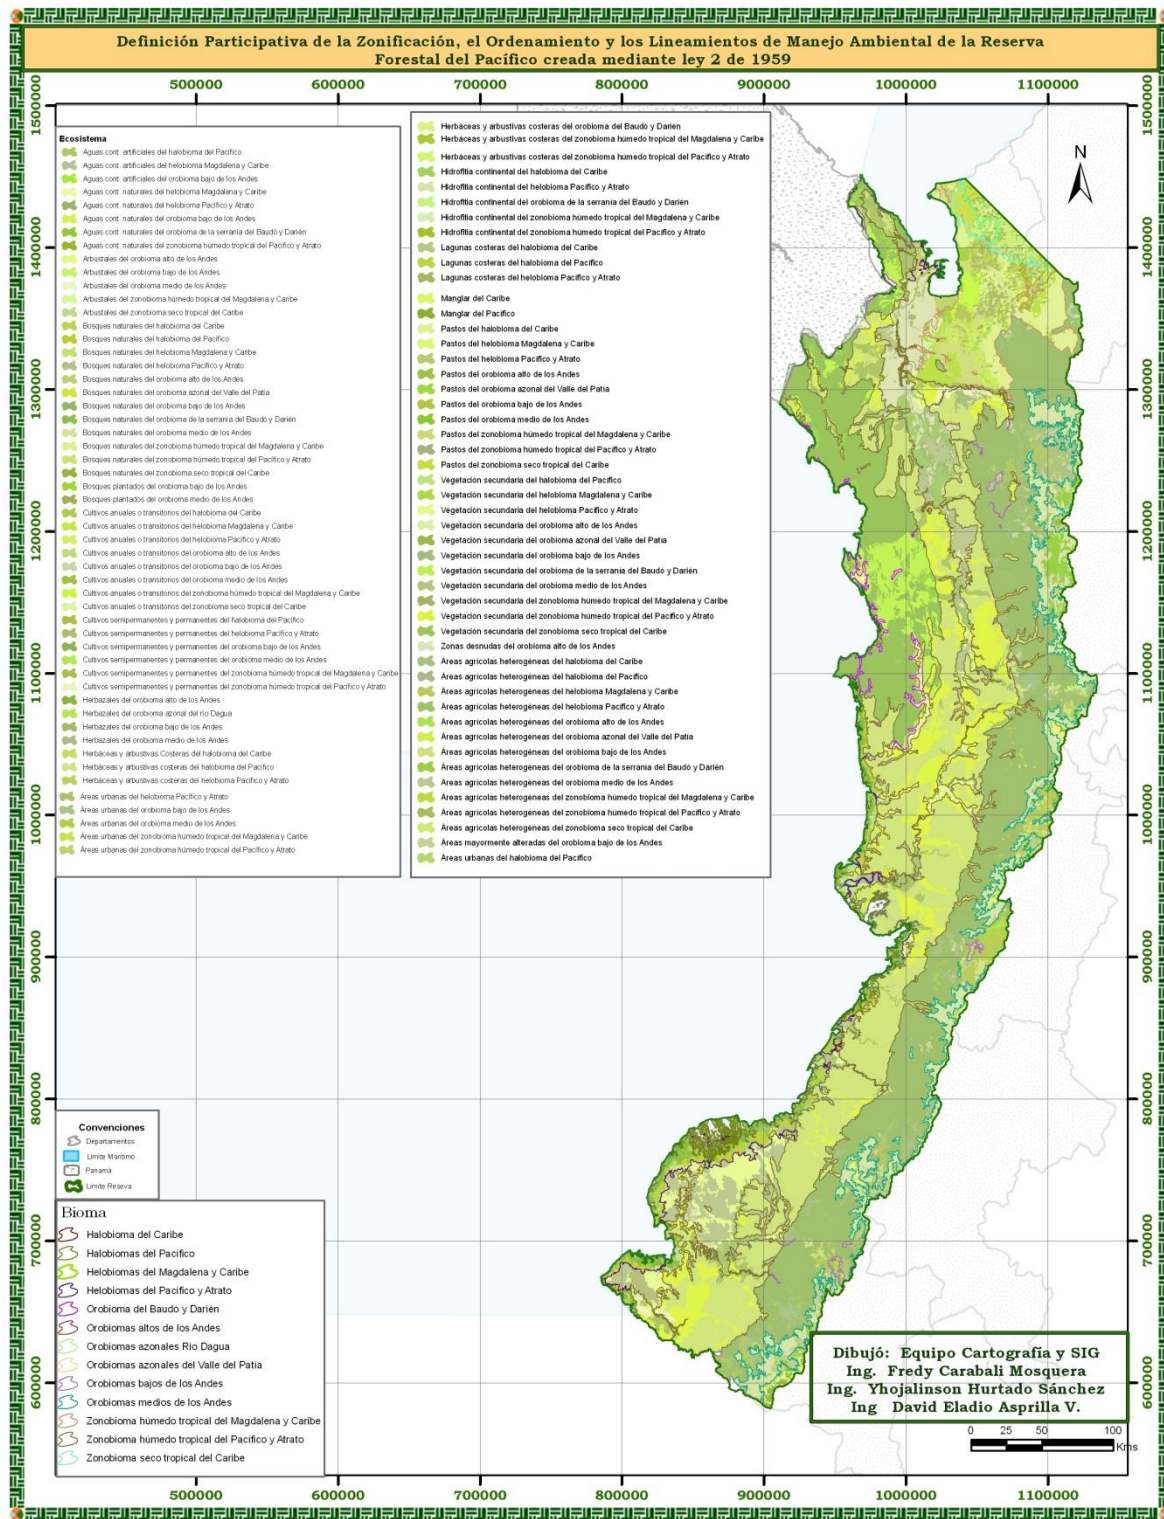 Definición Participativa de la Zonificación, el Ordenamiento y los Lineamientos de Manejo Ambiental de la Reserva
Forestal del Pacífico creada mediante ley 2 de 1959
500000 600000 700000 800000 900000 1000000 1100000
1500000
1400000
1300000
1200000
1100000
1000000
900000
800000
700000
600000
Ecosistema
Aguas cont. artificiales del halobioma del Pacífico
Aguas cont. artificiales del helobioma Magdalena y Caribe
Aguas cont. artificiales del orobioma bajo de los Andes
Aguas cont. naturales del helobioma Magdalena y Caribe
Aguas cont. naturales del helobioma Pacífico y Atrato
Aguas cont. naturales del orobioma bajo de los Andes
Aguas cont. naturales del orobioma de la serranía del Baudó y Darién
Aguas cont. naturales del zonobioma húmedo tropical del Pacífico y Atrato
Arbustales del orobioma alto de los Andes
Arbustales del orobioma bajo de los Andes
Arbustales del orobioma medio de los Andes
Arbustales del zonobioma húmedo tropical del Magdalena y Caribe
Arbustales del zonobioma seco tropical del Caribe
Bosques naturales del halobioma del Caribe
Bosques naturales del halobioma del Pacífico
Bosques naturales del helobioma Magdalena y Caribe
Bosques naturales del helobioma Pacífico y Atrato
Bosques naturales del orobioma alto de los Andes
Bosques naturales del orobioma azonal del Valle del Patía
Bosques naturales del orobioma bajo de los Andes
Bosques naturales del orobioma de la serranía del Baudó y Darién
Bosques naturales del orobioma medio de los Andes
Bosques naturales del zonobioma húmedo tropical del Magdalena y Caribe
Bosques naturales del zonobioma húmedo tropical del Pacífico y Atrato
Bosques naturales del zonobioma seco tropical del Caribe
Bosques plantados del orobioma bajo de los Andes
Bosques plantados del orobioma medio de los Andes
Cultivos anuales o transitorios del halobioma del Caribe
Cultivos anuales o transitorios del helobioma Magdalena y Caribe
Cultivos anuales o transitorios del helobioma Pacífico y Atrato
Cultivos anuales o transitorios del orobioma alto de los Andes
Cultivos anuales o transitorios del orobioma bajo de los Andes
Cultivos anuales o transitorios del orobioma medio de los Andes
Cultivos anuales o transitorios del zonobioma húmedo tropical del Magdalena y Caribe
Cultivos anuales o transitorios del zonobioma seco tropical del Caribe
Cultivos semipermanentes y permanentes del halobioma del Pacífico
Cultivos semipermanentes y permanentes del helobioma Pacífico y Atrato
Cultivos semipermanentes y permanentes del orobioma bajo de los Andes
Cultivos semipermanentes y permanentes del orobioma medio de los Andes
Cultivos semipermanentes y permanentes del zonobioma húmedo tropical del Magdalena y Caribe
Cultivos semipermanentes y permanentes del zonobioma húmedo tropical del Pacífico y Atrato
Herbazales del orobioma alto de los Andes
Herbazales del orobioma azonal del río Dagua
Herbazales del orobioma bajo de los Andes
Herbazales del orobioma medio de los Andes
Herbáceas y arbustivas Costeras del halobioma del Caribe
Herbáceas y arbustivas costeras del halobioma del Pacífico
Herbáceas y arbustivas costeras del helobioma Pacífico y Atrato
Áreas urbanas del helobioma Pacífico y Atrato
Áreas urbanas del orobioma bajo de los Andes
Áreas urbanas del orobioma medio de los Andes
Áreas urbanas del zonobioma húmedo tropical del Magdalena y Caribe
Áreas urbanas del zonobioma húmedo tropical del Pacífico y Atrato
Herbáceas y arbustivas costeras del orobioma del Baudó y Darién
Herbáceas y arbustivas costeras del zonobioma húmedo tropical del Magdalena y Caribe
Herbáceas y arbustivas costeras del zonobioma húmedo tropical del Pacífico y Atrato
Hidrofitia continental del halobioma del Caribe
Hidrofitia continental del helobioma Pacífico y Atrato
Hidrofitia continental del orobioma de la serranía del Baudó y Darién
Hidrofitia continental del zonobioma húmedo tropical del Magdalena y Caribe
Hidrofitia continental del zonobioma húmedo tropical del Pacífico y Atrato
Lagunas costeras del halobioma del Caribe
Lagunas costeras del halobioma del Pacífico
Lagunas costeras del helobioma Pacífico y Atrato
Manglar del Caribe
Manglar del Pacífico
Pastos del halobioma del Caribe
Pastos del helobioma Magdalena y Caribe
Pastos del helobioma Pacífico y Atrato
Pastos del orobioma alto de los Andes
Pastos del orobioma azonal del Valle del Patía
Pastos del orobioma bajo de los Andes
Pastos del orobioma medio de los Andes
Pastos del zonobioma húmedo tropical del Magdalena y Caribe
Pastos del zonobioma húmedo tropical del Pacífico y Atrato
Pastos del zonobioma seco tropical del Caribe
Vegetación secundaria del halobioma del Pacífico
Vegetación secundaria del helobioma Magdalena y Caribe
Vegetación secundaria del helobioma Pacífico y Atrato
Vegetación secundaria del orobioma alto de los Andes
Vegetación secundaria del orobioma azonal del Valle del Patía
Vegetación secundaria del orobioma bajo de los Andes
Vegetación secundaria del orobioma de la serranía del Baudó y Darién
Vegetación secundaria del orobioma medio de los Andes
Vegetación secundaria del zonobioma húmedo tropical del Magdalena y Caribe
Vegetación secundaria del zonobioma húmedo tropical del Pacífico y Atrato
Vegetación secundaria del zonobioma seco tropical del Caribe
Zonas desnudas del orobioma alto de los Andes
Áreas agrícolas heterogéneas del halobioma del Caribe
Áreas agrícolas heterogéneas del halobioma del Pacífico
Áreas agrícolas heterogéneas del helobioma Magdalena y Caribe
Áreas agrícolas heterogéneas del helobioma Pacífico y Atrato
Áreas agrícolas heterogéneas del orobioma alto de los Andes
Áreas agrícolas heterogéneas del orobioma azonal del Valle del Patía
Áreas agrícolas heterogéneas del orobioma bajo de los Andes
Áreas agrícolas heterogéneas del orobioma de la serranía del Baudó y Darién
Áreas agrícolas heterogéneas del orobioma medio de los Andes
Áreas agrícolas heterogéneas del zonobioma húmedo tropical del Magdalena y Caribe
Áreas agrícolas heterogéneas del zonobioma húmedo tropical del Pacífico y Atrato
Áreas agrícolas heterogéneas del zonobioma seco tropical del Caribe
Áreas mayormente alteradas del orobioma bajo de los Andes
Áreas urbanas del halobioma del Pacífico
N
1500000
1400000
1300000
1200000
1100000
1000000
900000
800000
700000
600000
Convenciones
Departamentos
Limite Maritimo
Panamá
Limite Reseva
Bioma
Halobioma del Caribe
Halobiomas del Pacifico
Helobiomas del Magdalena y Caribe
Helobiomas del Pacifico y Atrato
Orobioma del Baudó y Darién
Orobiomas altos de los Andes
Orobiomas azonales Rio Dagua
Orobiomas azonales del Valle del Patía
Orobiomas bajos de los Andes
Orobiomas medios de los Andes
Zonobioma húmedo tropical del Magdalena y Caribe
Zonobioma húmedo tropical del Pacifico y Atrato
Zonobioma seco tropical del Caribe
Dibujó: Equipo Cartografía y SIG
Ing. Fredy Carabali Mosquera
Ing. Yhojalinson Hurtado Sánchez
Ing David Eladio Asprilla V.
0 25 50 100
Kms
500000 600000 700000 800000 900000 1000000 1100000